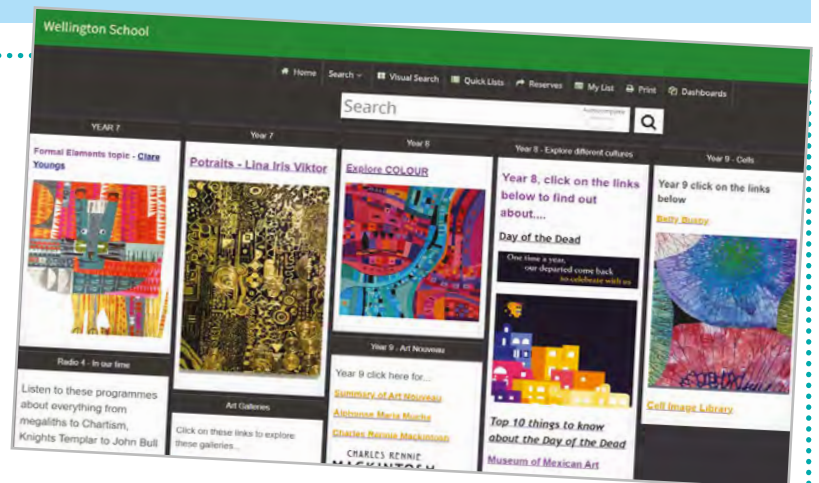 Wellington School
Home Search Visual Search Quick Lists Reserves My List Print Dashboards
Search
YEAR 7
Formal Elements topic - Clare
Youngs
Radio 4 - In our time
Listen to these programmes
about everything from
megaliths to Chartism,
Knights Templar to John Bull
Year 7
Potraits - Lina Iris Viktor
Art Galleries
Click on these links to explore
these galleries...
Year 8
Explore COLOUR
Year 9 - Art Nouveau
Year 9 click here for...
Summary of Art Nouveau
Alphonse Maria Mucha
Charles Rennie Mackintosh
CHARLES RENNIE
MACKINTOSH
Year 8 - Explore different cultures
Year 8, click on the links
below to find out
about....
Day of the Dead
One time a year,
our departed come back
to celebrate with us
Top 10 things to know
about the Day of the Dead
Museum of Mexican Art
Year 9 - Cells
Year 9 click on the links
below
Betty Busby
Cell Image Library